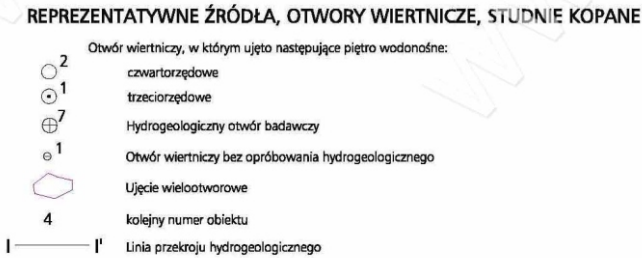 REPREZENTATYWNE ŹRÓDŁA, OTWORY WIERTNICZE, STUDNIE KOPANE
Otwór wiertniczy, w którym ujęto następujące piętro wodonośne:
2 czwartorzędowe
1 trzeciorzędowe
7 Hydrogeologiczny otwór badawczy
1 Otwór wiertniczy bez opróbowania hydrogeologicznego
Ujęcie wielootworowe
4 kolejny numer obiektu
I I' Linia przekroju hydrogeologicznego